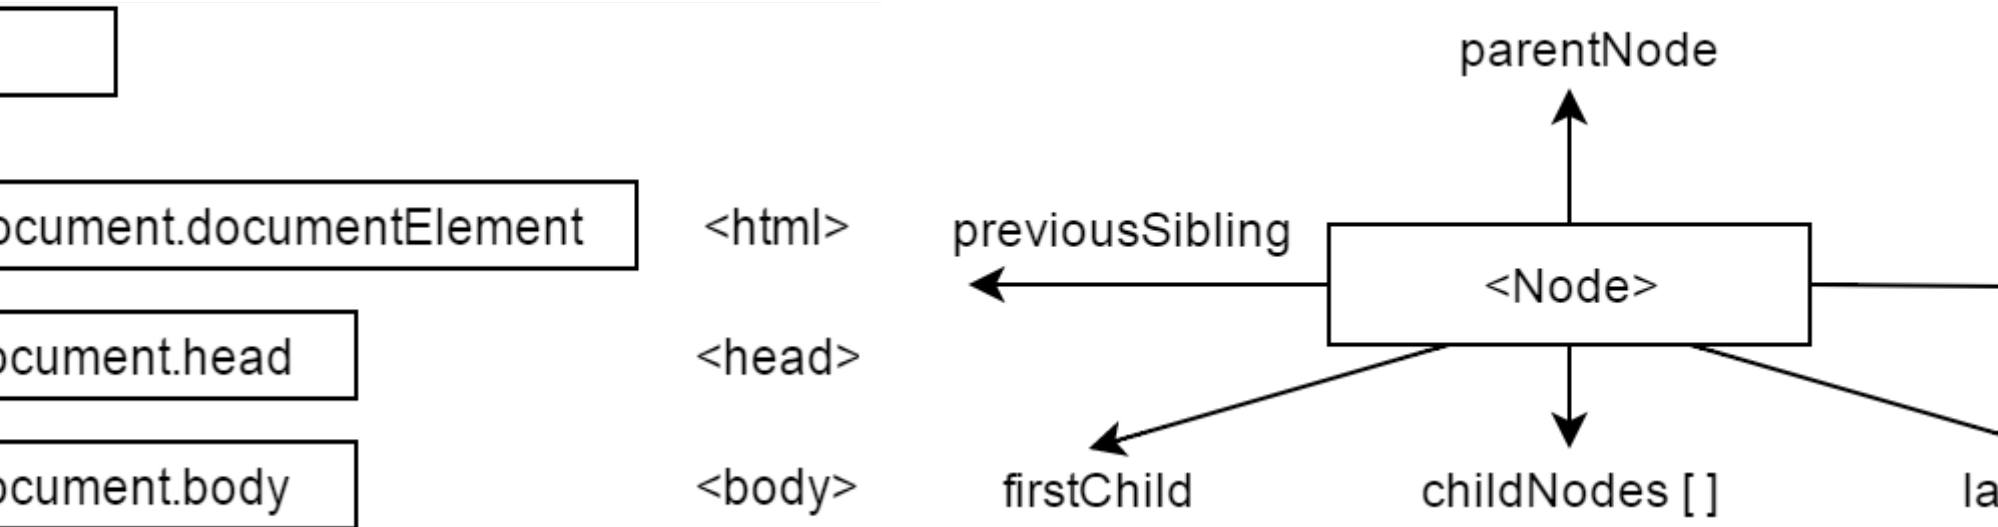 parentNode
ocument.documentElement <html>
previousSibling
<Node>
ocument.head <head>
ocument.body <body>
firstChild
childNodes [ ]
la